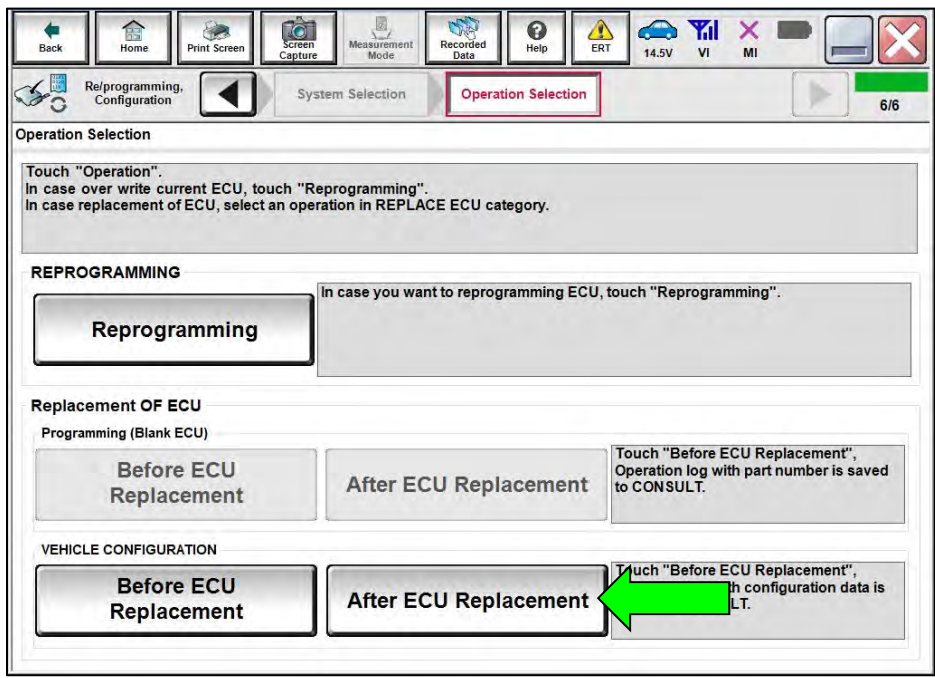 Back
Home
Print Screen
Screen
Capture
Measurement
Mode
Recorded
Data
Help
ERT
14.5V
VI
MI
Re/programming,
Configuration
System Selection
Operation Selection
6/6
Operation Selection
Touch "Operation".
In case over write current ECU, touch "Reprogramming".
In case replacement of ECU, select an operation in REPLACE ECU category.
REPROGRAMMING
Reprogramming
In case you want to reprogramming ECU, touch "Reprogramming".
Replacement OF ECU
Programming (Blank ECU)
Before ECU
Replacement
After ECU Replacement
Touch "Before ECU Replacement",
Operation log with part number is saved
to CONSULT.
VEHICLE CONFIGURATION
Before ECU
Replacement
After ECU Replacement
Touch "Before ECU Replacement",
configuration data is